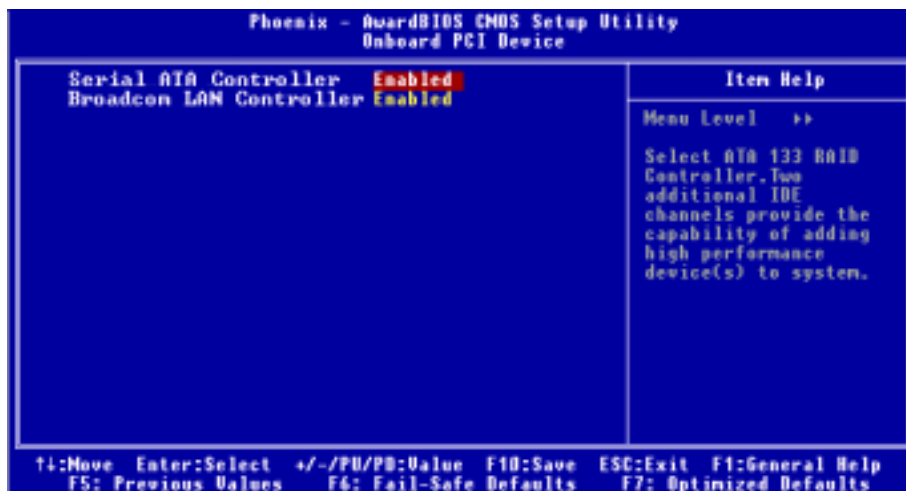 Phoenix - AwardBIOS CMOS Setup Utility
Onboard PCI Device
Serial ATA Controller Enabled
Broadcom LAN Controller Enabled
Item Help
Menu Level ▸▸
Select ATA 133 RAID
Controller.Two
additional IDE
channels provide the
capability of adding
high performance
device(s) to system.
↑↓:Move Enter:Select +/-/PU/PD:Value F10:Save ESC:Exit F1:General Help
F5: Previous Values F6: Fail-Safe Defaults F7: Optimized Defaults